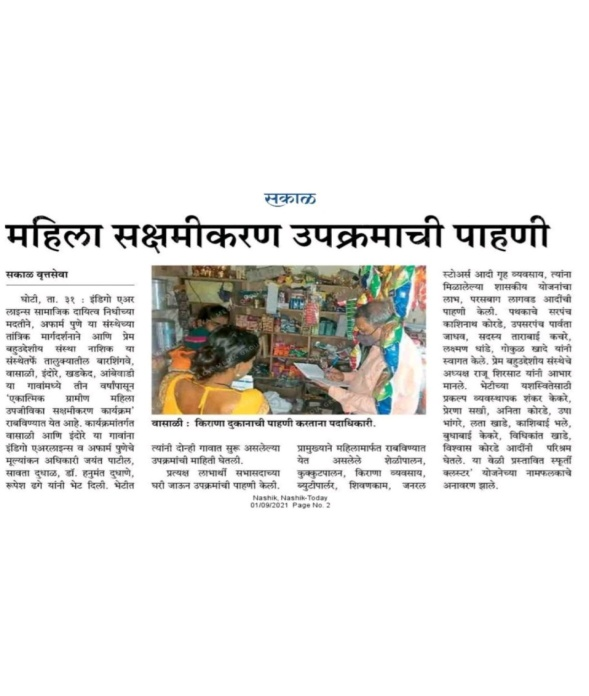 सकाळ
महिला सक्षमीकरण उपक्रमाची पाहणी
सकाळ वृत्तसेवा
घोटी, ता. ३१ : इंडिगो एअर
लाइन्स सामाजिक दायित्व निधीच्या
मदतीने, अफार्म पुणे या संस्थेच्या
तांत्रिक मार्गदर्शनाने आणि प्रेम
बहुउदेशीय संस्था नाशिक या
संस्थेतर्फे तालुक्यातील बारशिंगवे,
वासाळी, इंदोरे, खडकेद, आंबेवाडी
या गावांमध्ये तीन वर्षांपासून
'एकात्मिक ग्रामीण महिला
उपजीविका सक्षमीकरण कार्यक्रम'
राबविण्यात येत आहे. कार्यक्रमांतर्गत
वासाळी आणि इंदोरे या गावांना
इंडिगो एअरलाइन्स व अफार्म पुणेचे
मूल्यांकन अधिकारी जयंत पाटील,
सावता दुधाळ, डॉ. हनुमंत दुधाणे,
रूपेश ढगे यांनी भेट दिली. भेटीत
वासाळी : किराणा दुकानाची पाहणी करताना पदाधिकारी.
त्यांनी दोन्ही गावात सुरू असलेल्या
उपक्रमांची माहिती घेतली.
प्रत्यक्ष लाभार्थी सभासदाच्या
घरी जाऊन उपक्रमांची पाहणी केली.
प्रामुख्याने महिलामार्फत राबविण्यात
येत असलेले शेळीपालन,
कुक्कुटपालन, किराणा व्यवसाय,
ब्युटीपार्लर, शिवणकाम, जनरल
स्टोअर्स आदी गृह व्यवसाय, त्यांना
मिळालेल्या शासकीय योजनांचा
लाभ, परसबाग लागवड आदींची
पाहणी केली. पथकाचे सरपंच
काशिनाथ कोरडे, उपसरपंच पार्वता
जाधव, सदस्य ताराबाई कचरे,
लक्ष्मण धांडे, गोकुळ खादे यांनी
स्वागत केले. प्रेम बहुउदेशीय संस्थेचे
अध्यक्ष राजू शिरसाट यांनी आभार
मानले. भेटीच्या यशस्वितेसाठी
प्रकल्प व्यवस्थापक शंकर केकरे,
प्रेरणा सखी, अनिता कोरडे, उषा
भांगरे, लता खाडे, काशिबाई भले,
बुधाबाई केकरे, विधिकांत खाडे,
विश्वास कोरडे आदींनी परिश्रम
घेतले. या वेळी प्रस्तावित स्फूर्ती
क्लस्टर' योजनेच्या नामफलकाचे
अनावरण झाले.
Nashik, Nashik-Today
01/09/2021 Page No. 2